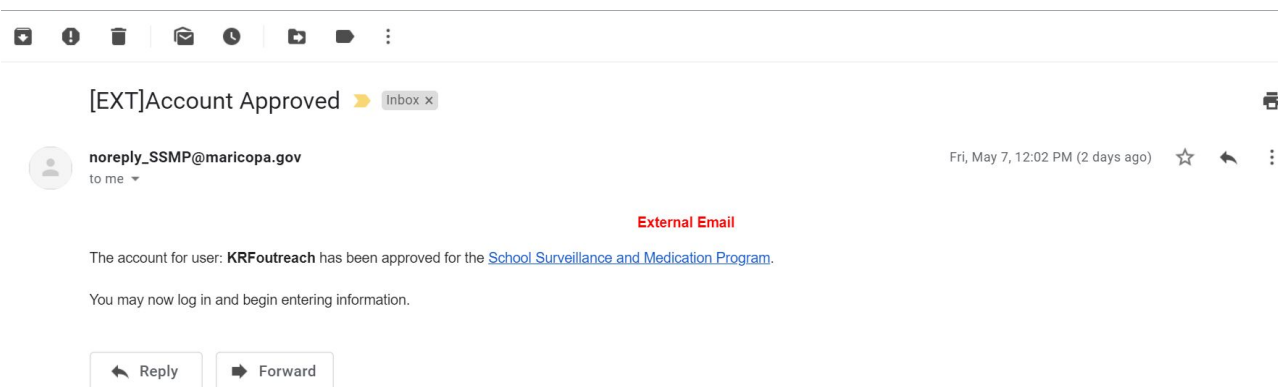 [EXT]Account Approved Inbox x
noreply_SSMP@maricopa.gov Fri, May 7, 12:02 PM (2 days ago)
to me
External Email
The account for user: KRFoutreach has been approved for the School Surveillance and Medication Program.
You may now log in and begin entering information.
Reply Forward